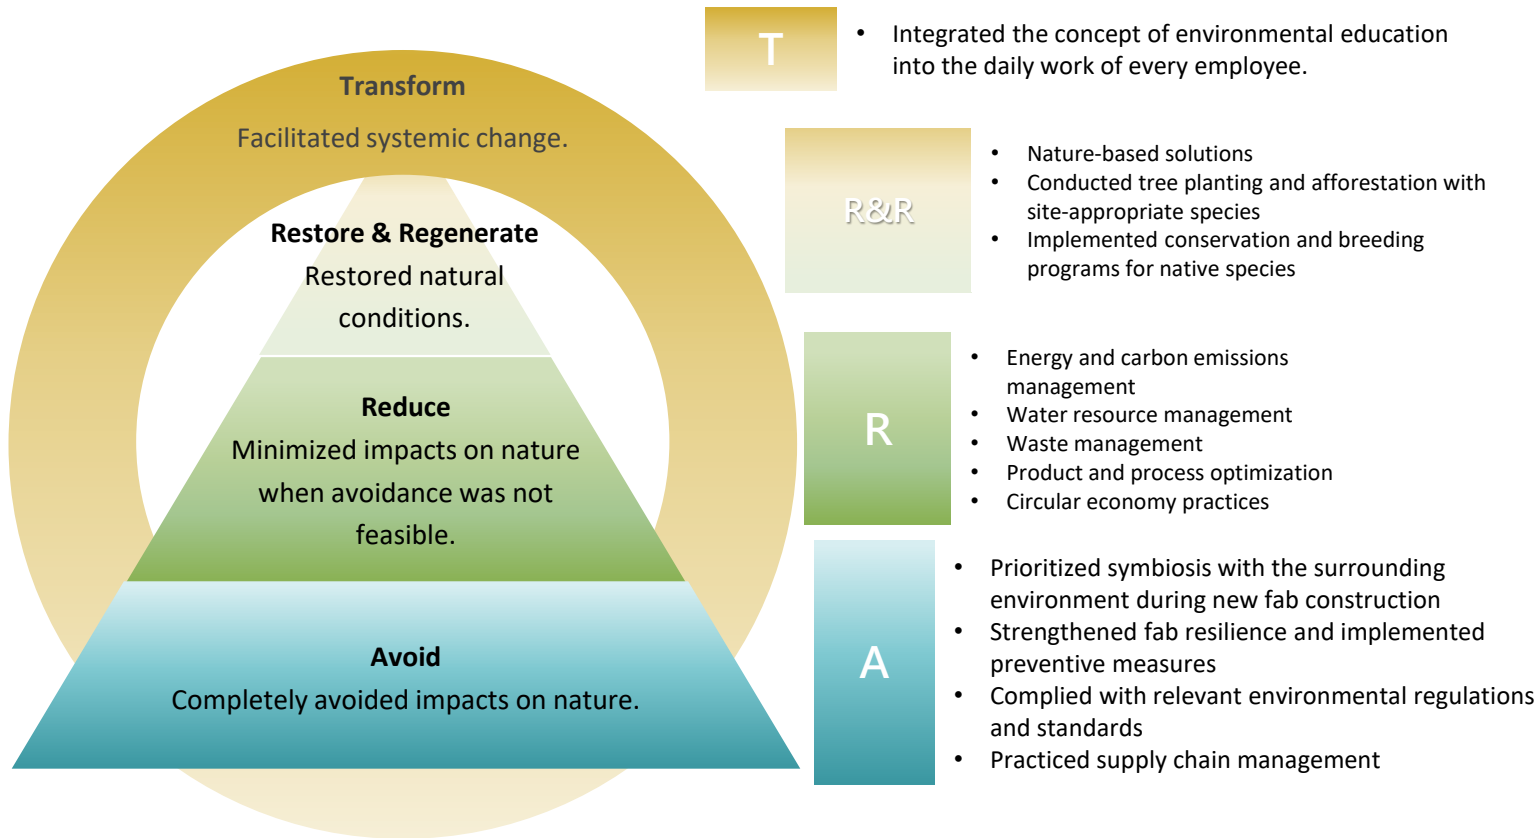 Transform
Facilitated systemic change.
Restore & Regenerate
Restored natural
conditions.
Reduce
Minimized impacts on nature
when avoidance was not
feasible.
Avoid
Completely avoided impacts on nature.
T
• Integrated the concept of environmental education
into the daily work of every employee.
R&R
• Nature-based solutions
• Conducted tree planting and afforestation with
site-appropriate species
• Implemented conservation and breeding
programs for native species
R
• Energy and carbon emissions
management
• Water resource management
• Waste management
• Product and process optimization
• Circular economy practices
A
• Prioritized symbiosis with the surrounding
environment during new fab construction
• Strengthened fab resilience and implemented
preventive measures
• Complied with relevant environmental regulations
and standards
• Practiced supply chain management